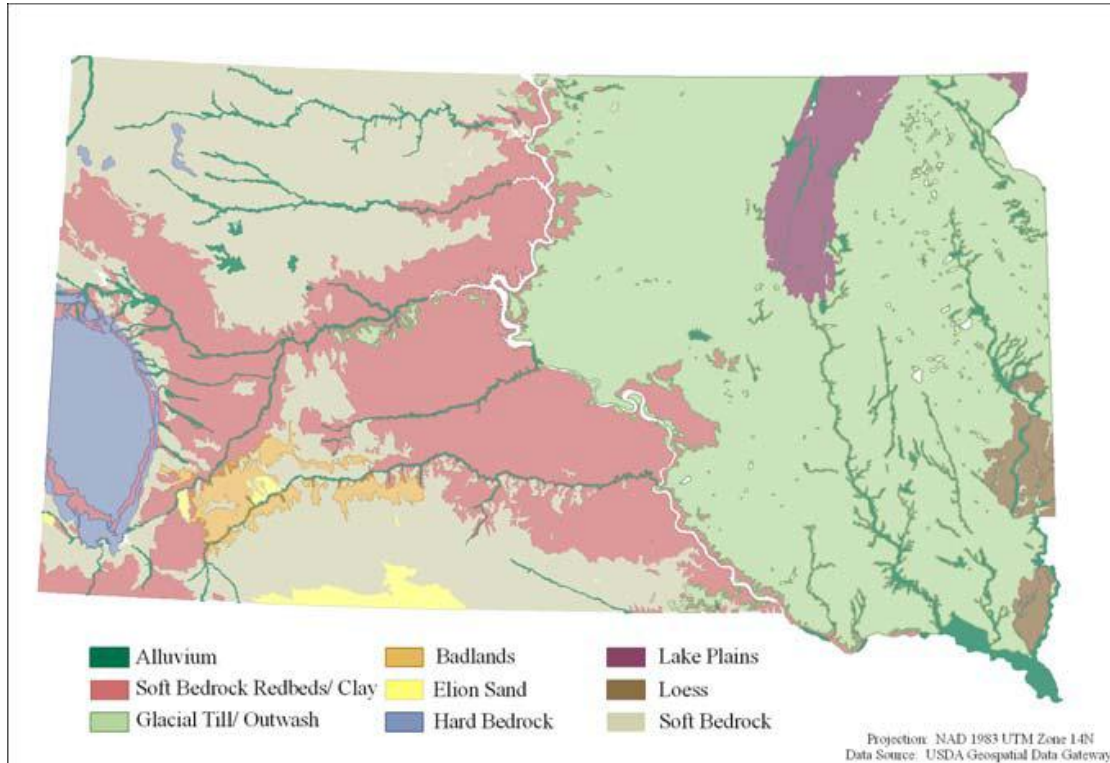 Alluvium
Soft Bedrock Redbeds/ Clay
Glacial Till/ Outwash
Badlands
Elion Sand
Hard Bedrock
Lake Plains
Loess
Soft Bedrock
Projection: NAD 1983 UTM Zone 14N
Data Source: USDA Geospatial Data Gateway